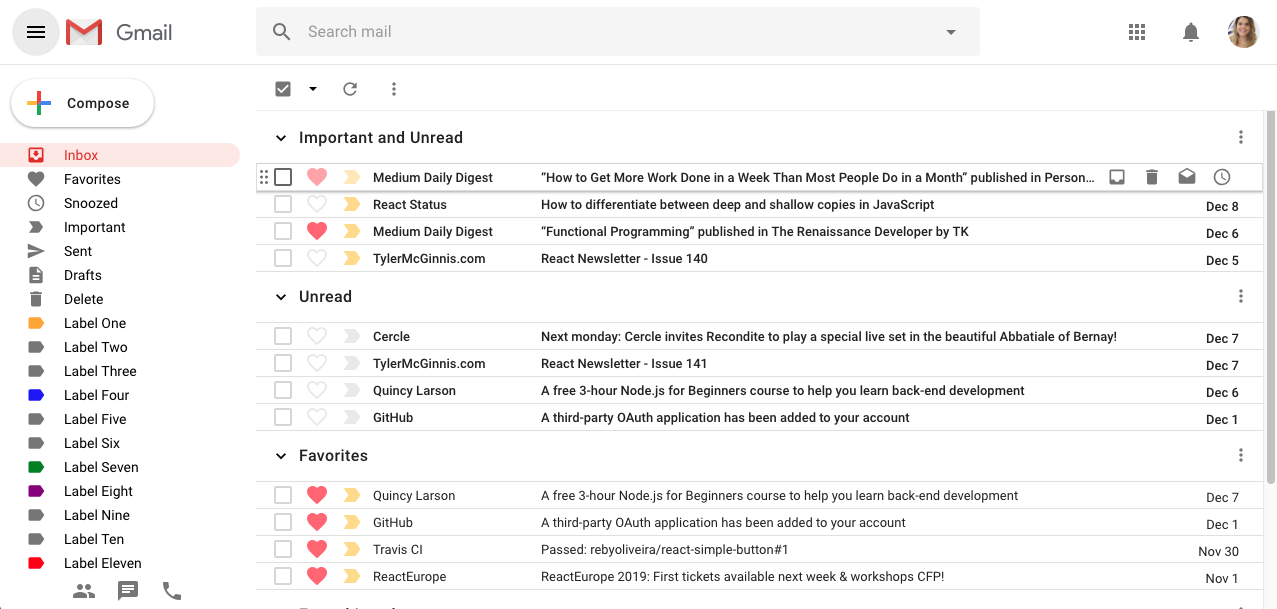 Gmail
Search mail
Compose
Inbox
Favorites
Snoozed
Important
Sent
Drafts
Delete
Label One
Label Two
Label Three
Label Four
Label Five
Label Six
Label Seven
Label Eight
Label Nine
Label Ten
Label Eleven
Important and Unread
Medium Daily Digest “How to Get More Work Done in a Week Than Most People Do in a Month” published in Person...
React Status How to differentiate between deep and shallow copies in JavaScript Dec 8
Medium Daily Digest “Functional Programming” published in The Renaissance Developer by TK Dec 6
TylerMcGinnis.com React Newsletter - Issue 140 Dec 5
Unread
Cercle Next monday: Cercle invites Recondite to play a special live set in the beautiful Abbatiale of Bernay! Dec 7
TylerMcGinnis.com React Newsletter - Issue 141 Dec 7
Quincy Larson A free 3-hour Node.js for Beginners course to help you learn back-end development Dec 6
GitHub A third-party OAuth application has been added to your account Dec 1
Favorites
Quincy Larson A free 3-hour Node.js for Beginners course to help you learn back-end development Dec 7
GitHub A third-party OAuth application has been added to your account Dec 1
Travis CI Passed: rebyoliveira/react-simple-button#1 Nov 30
ReactEurope ReactEurope 2019: First tickets available next week & workshops CFP! Nov 1